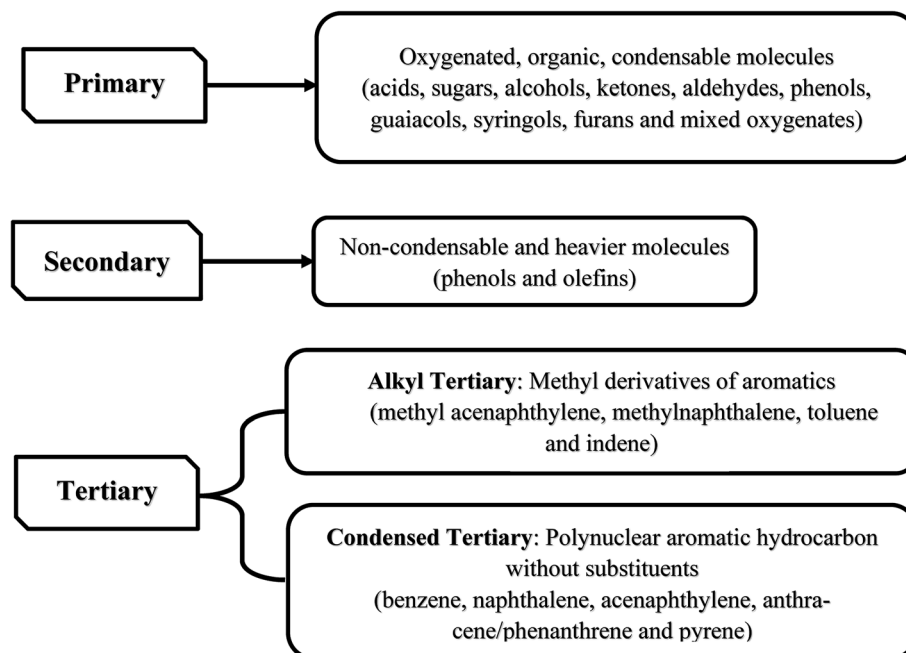 Primary
Oxygenated, organic, condensable molecules
(acids, sugars, alcohols, ketones, aldehydes, phenols,
guaiacols, syringols, furans and mixed oxygenates)
Secondary
Non-condensable and heavier molecules
(phenols and olefins)
Tertiary
Alkyl Tertiary: Methyl derivatives of aromatics
(methyl acenaphthylene, methylnaphthalene, toluene
and indene)
Condensed Tertiary: Polynuclear aromatic hydrocarbon
without substituents
(benzene, naphthalene, acenaphthylene, anthra-
cene/phenanthrene and pyrene)